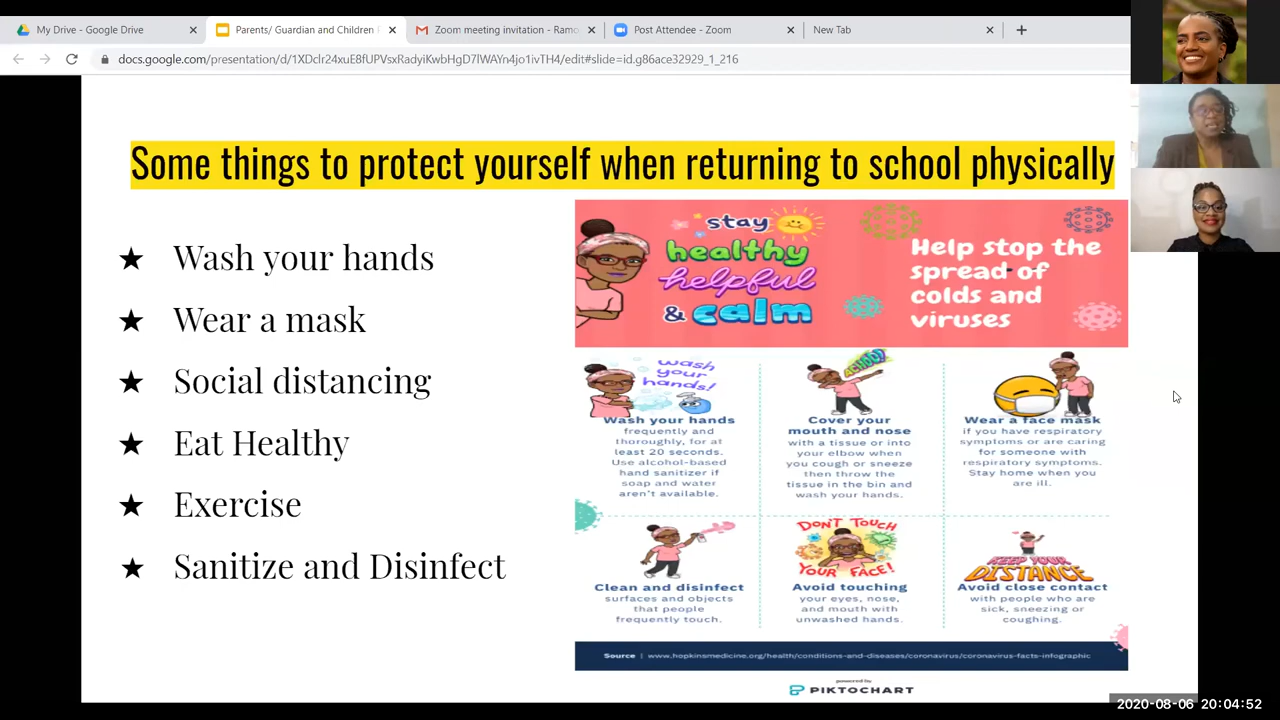 My Drive - Google Drive
Parents/ Guardian and Children F
Zoom meeting invitation - Ramo
Post Attendee - Zoom
New Tab
docs.google.com/presentation/d/1XDclr24xuE8fUPVsxRadyiKwbHgD7lWAYn4jo1ivTH4/edit#slide=id.g86ace32929_1_216
Some things to protect yourself when returning to school physically
★ Wash your hands
★ Wear a mask
★ Social distancing
★ Eat Healthy
★ Exercise
★ Sanitize and Disinfect
stay
healthy
helpful
& calm
Help stop the
spread of
colds and
viruses
wash
your
hands!
Wash your hands
frequently and
thoroughly, for at
least 20 seconds.
Use alcohol-based
hand sanitizer if
soap and water
aren't available.
ACHOO!
Cover your
mouth and nose
with a tissue or into
your elbow when
you cough or sneeze
then throw the
tissue in the bin and
wash your hands.
Wear a face mask
if you have respiratory
symptoms or are caring
for someone with
respiratory symptoms.
Stay home when you
are ill.
Clean and disinfect
surfaces and objects
that people
frequently touch.
DON'T TOUCH
YOUR FACE!
Avoid touching
your eyes, nose,
and mouth with
unwashed hands.
KEEP YOUR
DISTANCE
Avoid close contact
with people who are
sick, sneezing or
coughing.
Source | www.hopkinsmedicine.org/health/conditions-and-diseases/coronavirus/coronavirus-facts-infographic
powered by
PIKTOCHART
2020-08-06 20:04:52